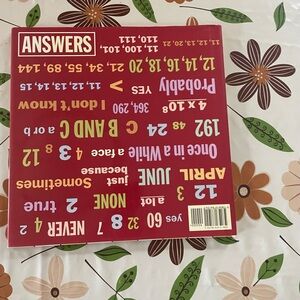 ANSWERS
11, 100, 101,
110, 111
11, 12, 13, 20, 21
12, 14, 16, 18, 20
21, 34, 55, 89, 144
Probably
YES
11, 12, 13, 14, 15
4 x 10⁸
364, 290
I don't know
192
48
24
C
B AND C
a or b
Once in a While
a face
4
3
8
12
APRIL
JUNE
just
because
Sometimes
12
3
a lot
NONE
2
true
yes
60
32
8
7
NEVER
4
2